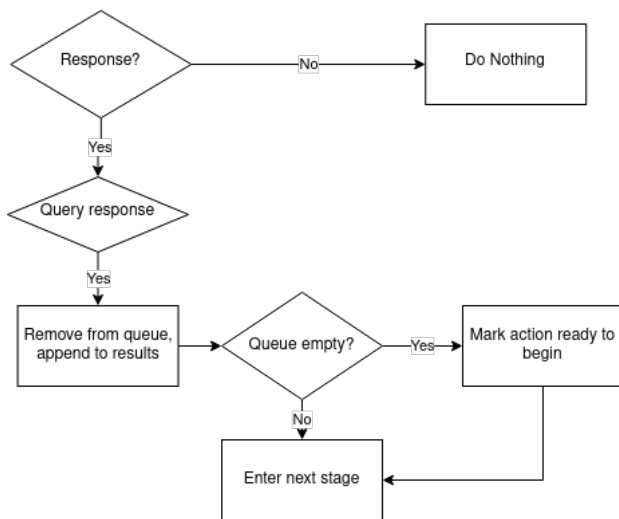 Response?
No
Do Nothing
Yes
Query response
Yes
Remove from queue,
append to results
Queue empty?
Yes
Mark action ready to
begin
No
Enter next stage